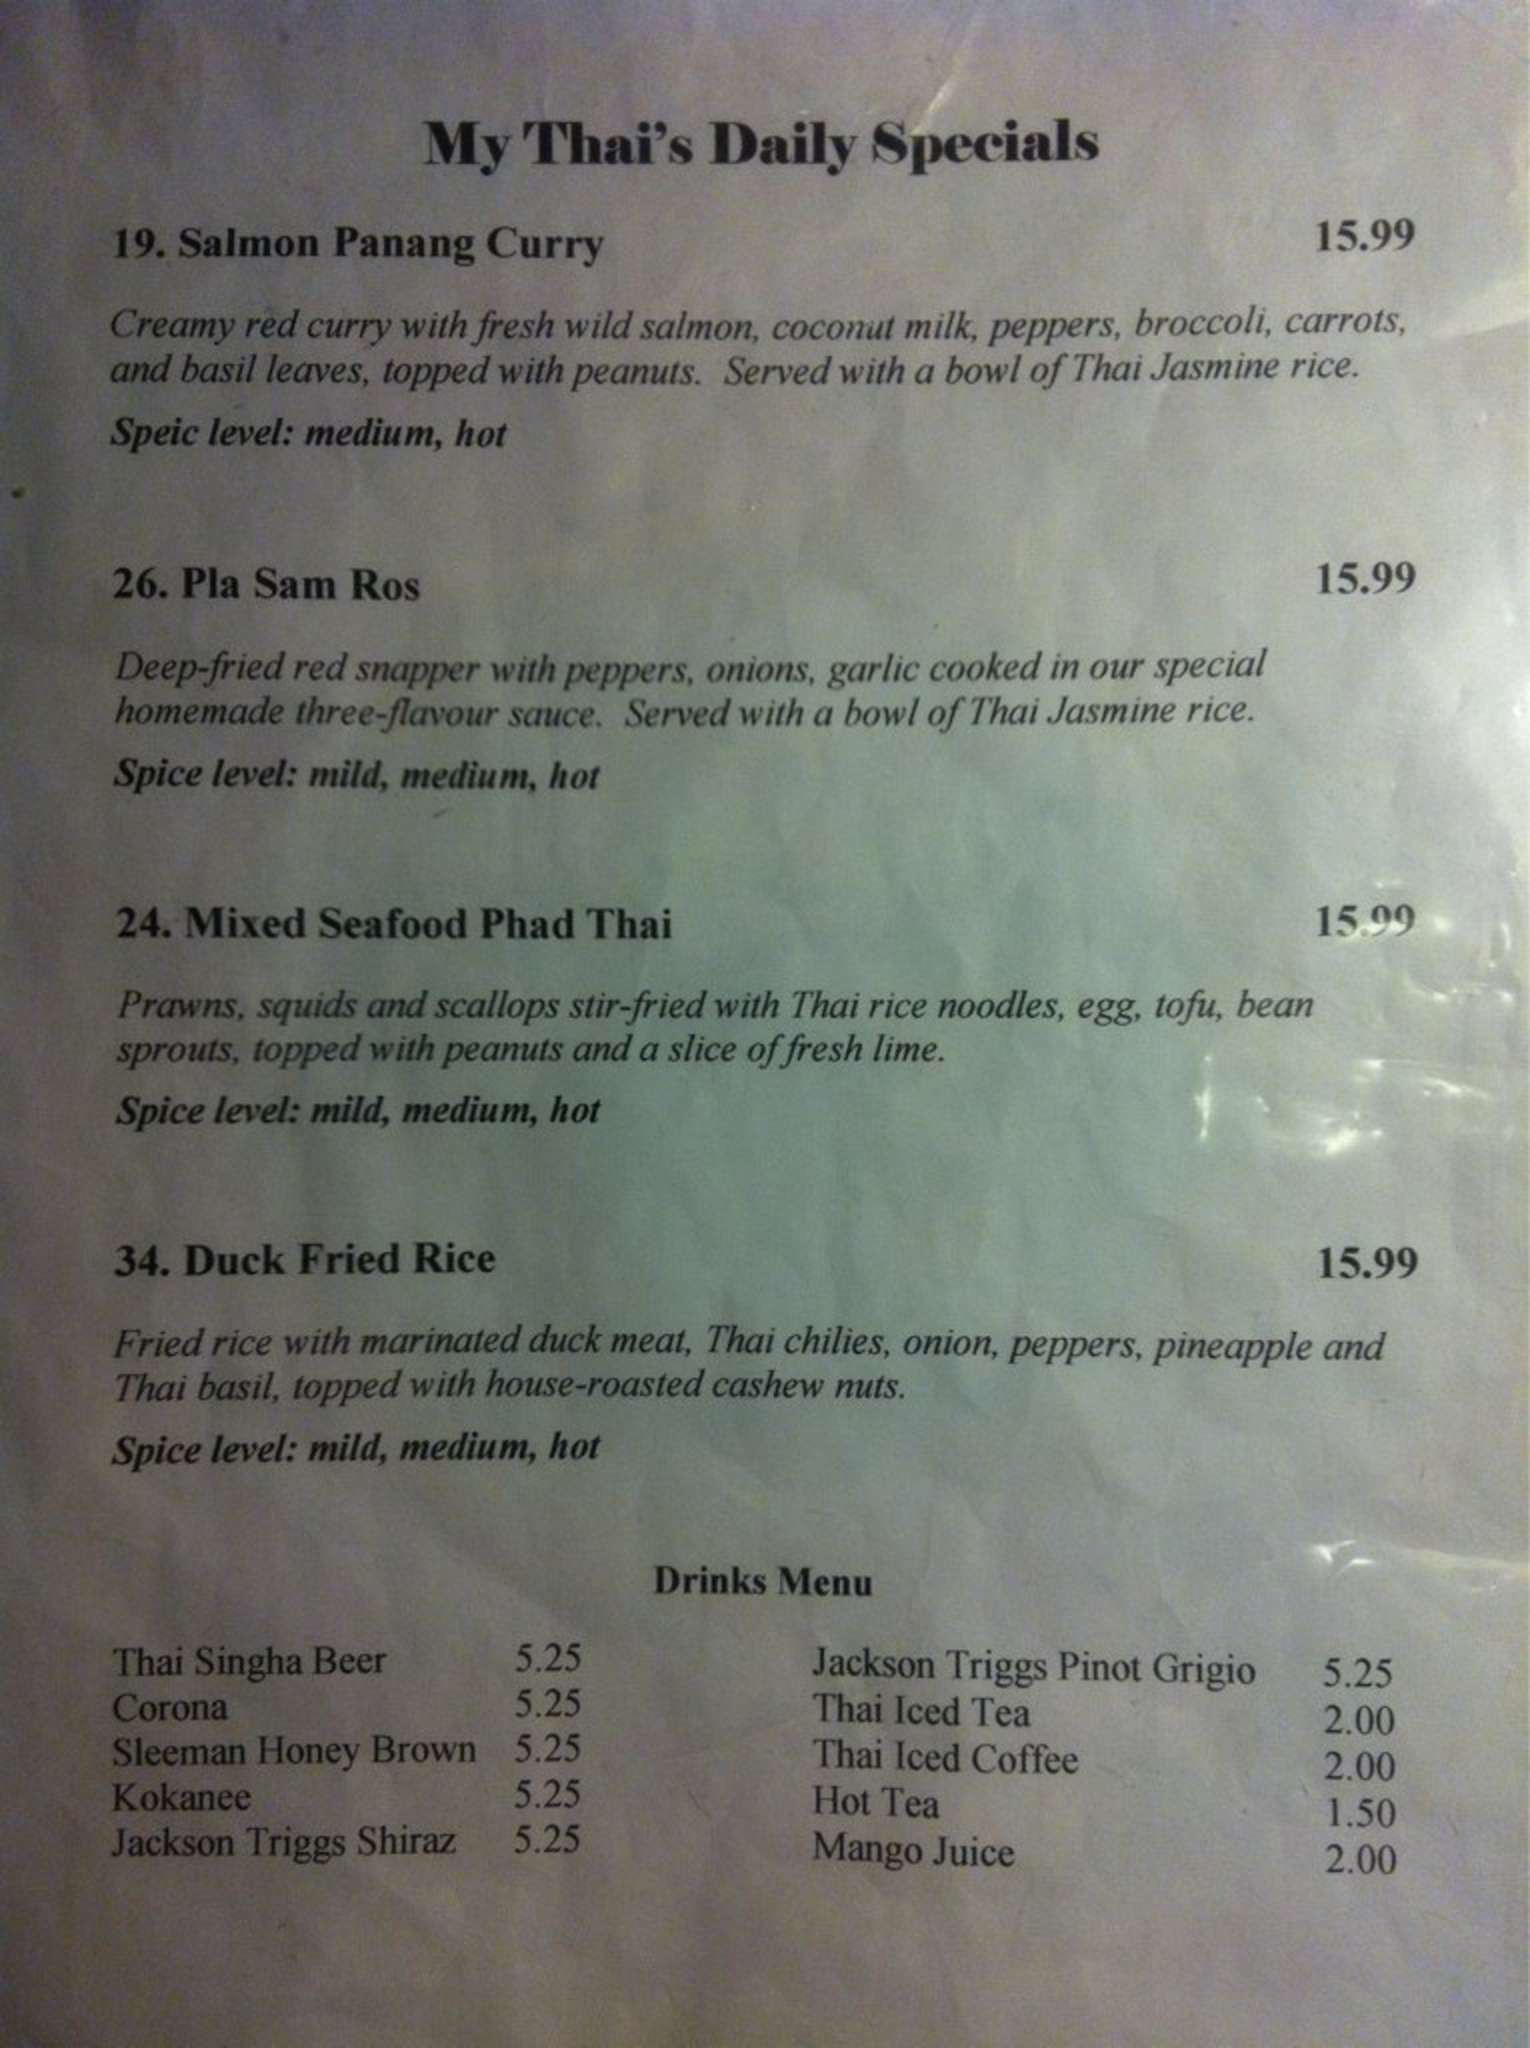 My Thai's Daily Specials
19. Salmon Panang Curry 15.99
Creamy red curry with fresh wild salmon, coconut milk, peppers, broccoli, carrots,
and basil leaves, topped with peanuts. Served with a bowl of Thai Jasmine rice.
Speic level: medium, hot
26. Pla Sam Ros 15.99
Deep-fried red snapper with peppers, onions, garlic cooked in our special
homemade three-flavour sauce. Served with a bowl of Thai Jasmine rice.
Spice level: mild, medium, hot
24. Mixed Seafood Phad Thai 15.99
Prawns, squids and scallops stir-fried with Thai rice noodles, egg, tofu, bean
sprouts, topped with peanuts and a slice of fresh lime.
Spice level: mild, medium, hot
34. Duck Fried Rice 15.99
Fried rice with marinated duck meat, Thai chilies, onion, peppers, pineapple and
Thai basil, topped with house-roasted cashew nuts.
Spice level: mild, medium, hot
Drinks Menu
Thai Singha Beer 5.25
Corona 5.25
Sleeman Honey Brown 5.25
Kokanee 5.25
Jackson Triggs Shiraz 5.25
Jackson Triggs Pinot Grigio 5.25
Thai Iced Tea 2.00
Thai Iced Coffee 2.00
Hot Tea 1.50
Mango Juice 2.00